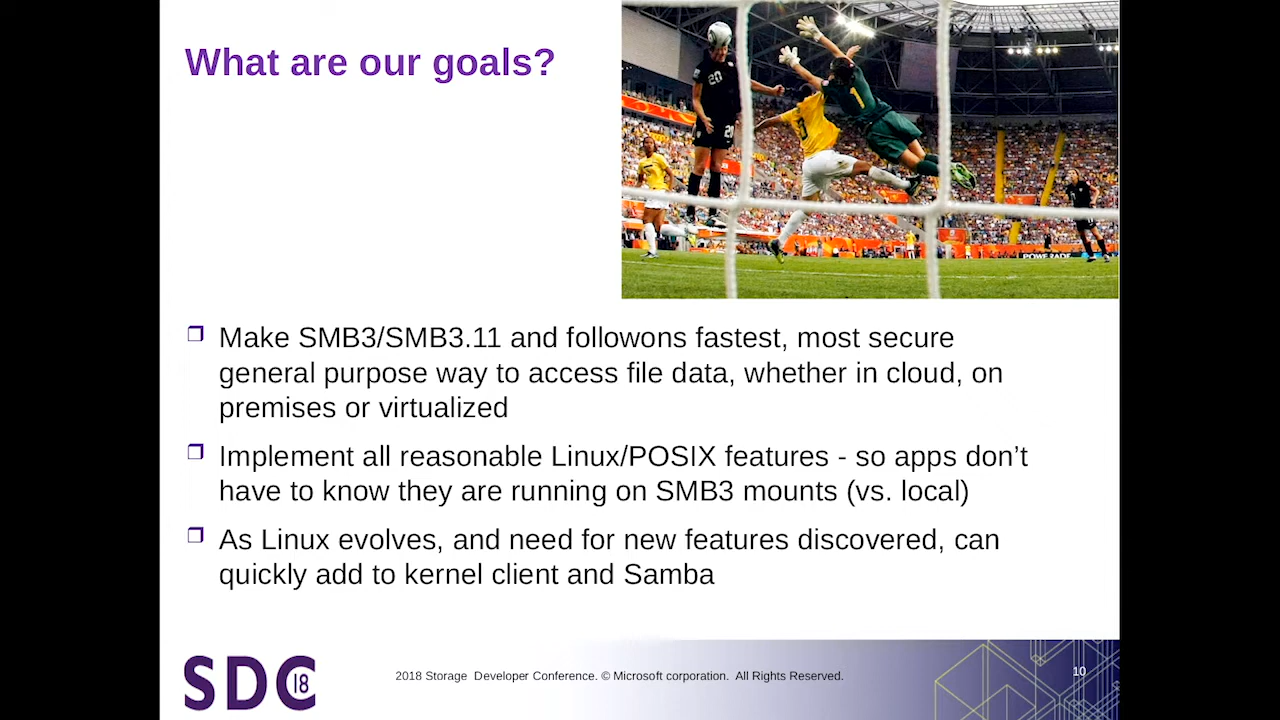 What are our goals?
20
20
1
POWERADE
Make SMB3/SMB3.11 and followons fastest, most secure
general purpose way to access file data, whether in cloud, on
premises or virtualized
Implement all reasonable Linux/POSIX features - so apps don’t
have to know they are running on SMB3 mounts (vs. local)
As Linux evolves, and need for new features discovered, can
quickly add to kernel client and Samba
SDC 18
2018 Storage  Developer Conference. © Microsoft corporation.  All Rights Reserved.
10